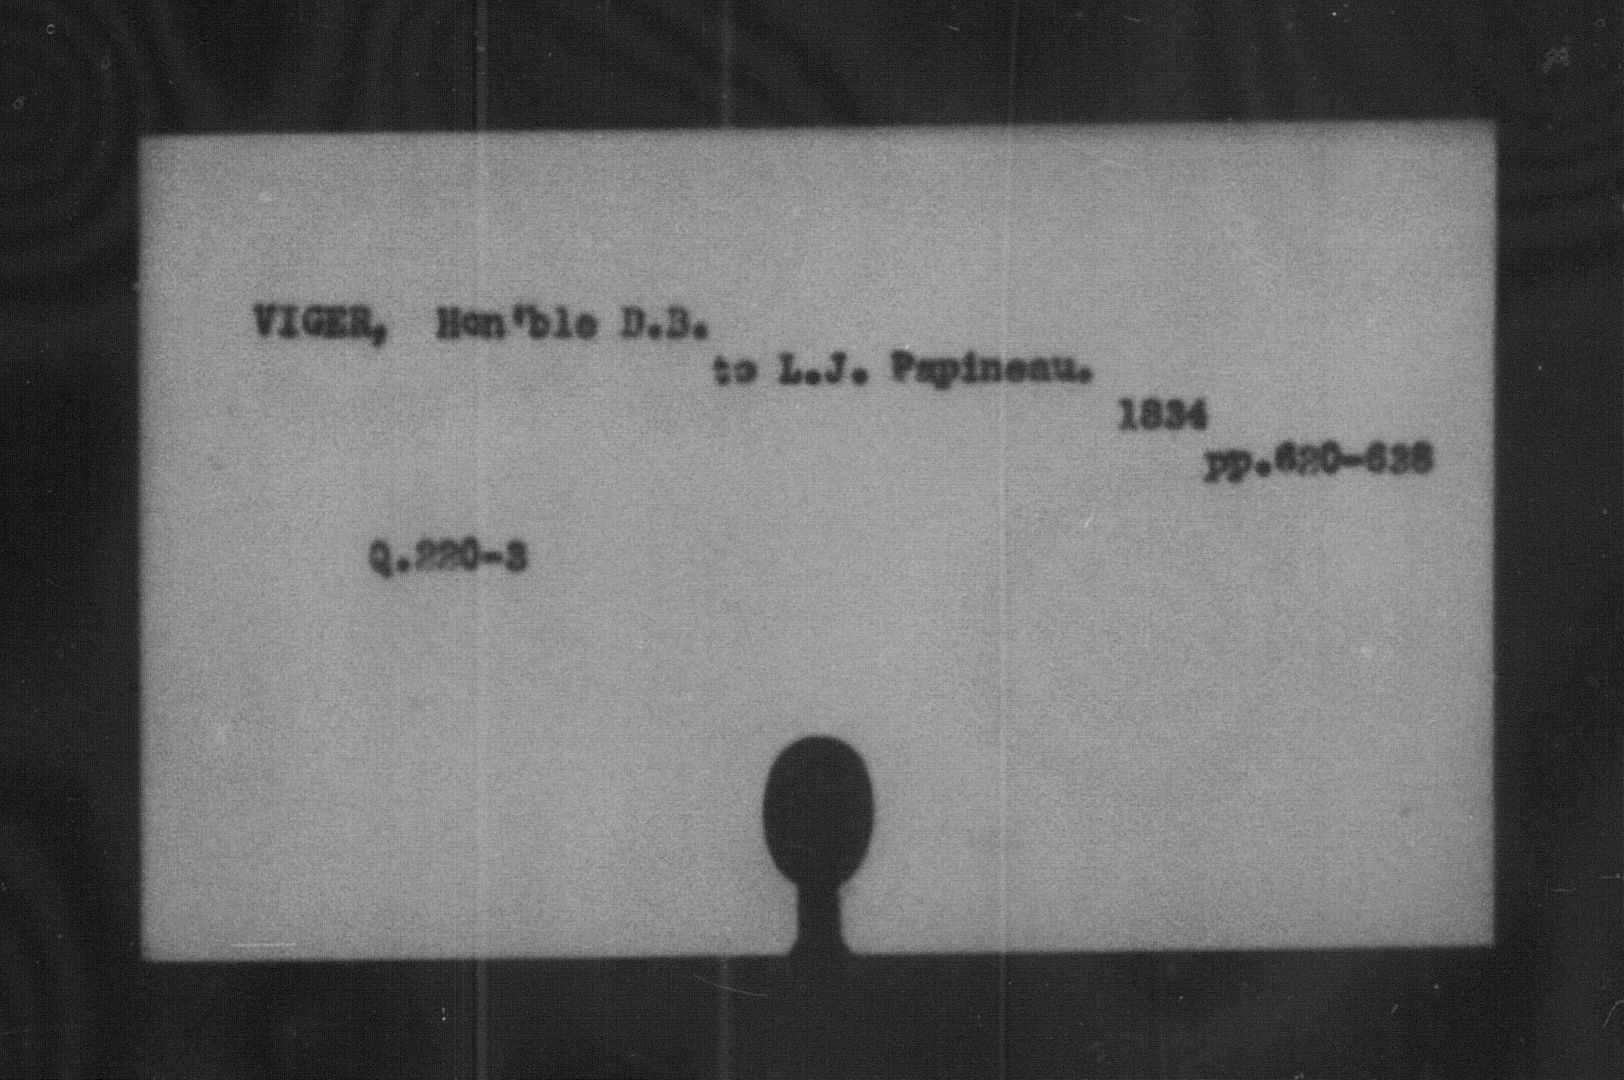 VIGER, Hon'ble D.B.
to L.J. Papineau.
1834
pp.620-638
Q.220-3